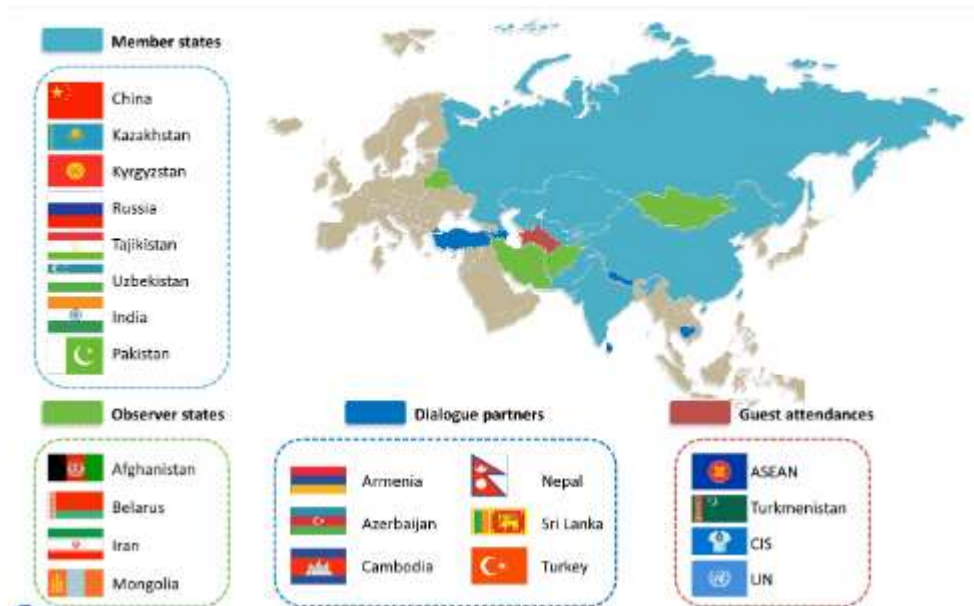 Member states
China
Kazakhstan
Kyrgyzstan
Russia
Tajikistan
Uzbekistan
India
Pakistan
Observer states
Afghanistan
Belarus
Iran
Mongolia
Dialogue partners
Armenia
Nepal
Azerbaijan
Sri Lanka
Cambodia
Turkey
Guest attendances
ASEAN
Turkmenistan
CIS
UN